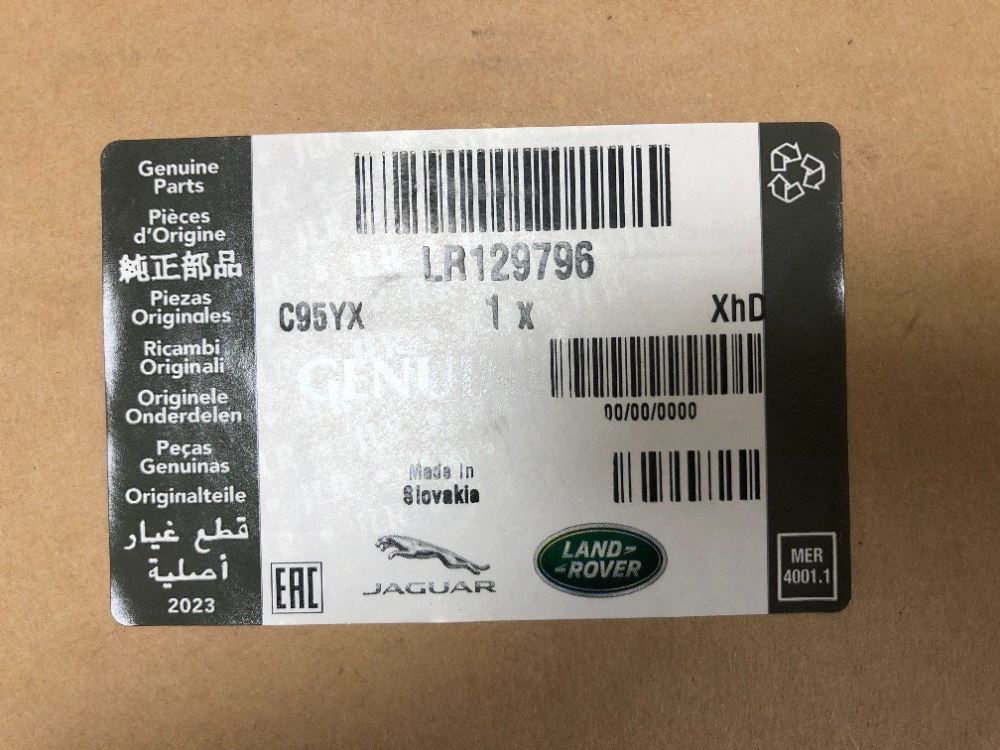 Genuine
Parts
Pièces
d'Origine
純正部品
Piezas
Originales
Ricambi
Originali
Originele
Onderdelen
Peças
Genuinas
Originalteile
قطع غيار
أصلية
2023
LR129796
C95YX 1 x XhD
GENUINE
00/00/0000
Made In
Slovakia
EAC
JAGUAR
LAND-
-ROVER
MER
4001.1